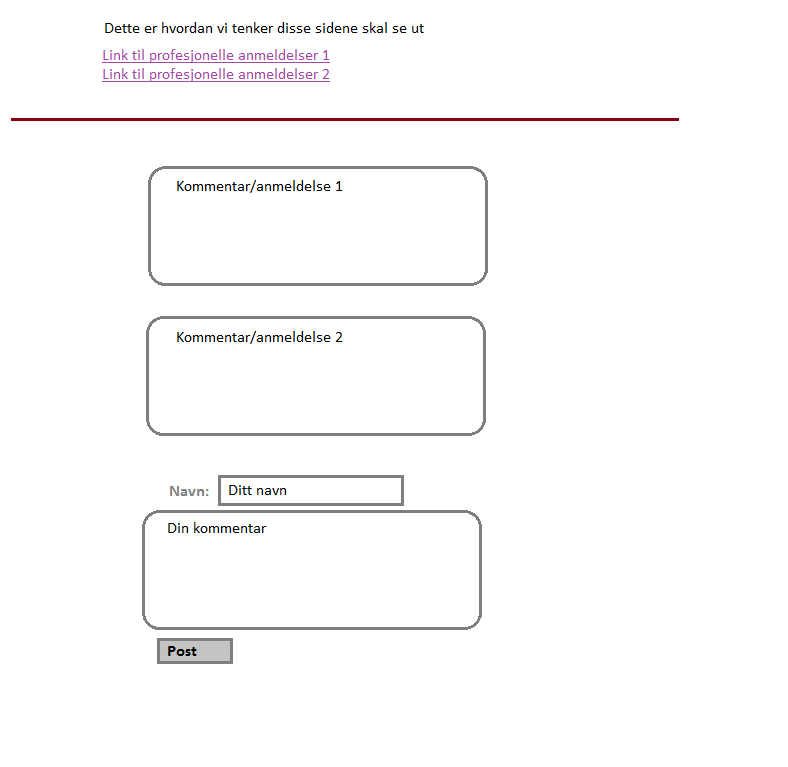 Dette er hvordan vi tenker disse sidene skal se ut
Link til profesjonelle anmeldelser 1
Link til profesjonelle anmeldelser 2
Kommentar/anmeldelse 1
Kommentar/anmeldelse 2
Navn: Ditt navn
Din kommentar
Post